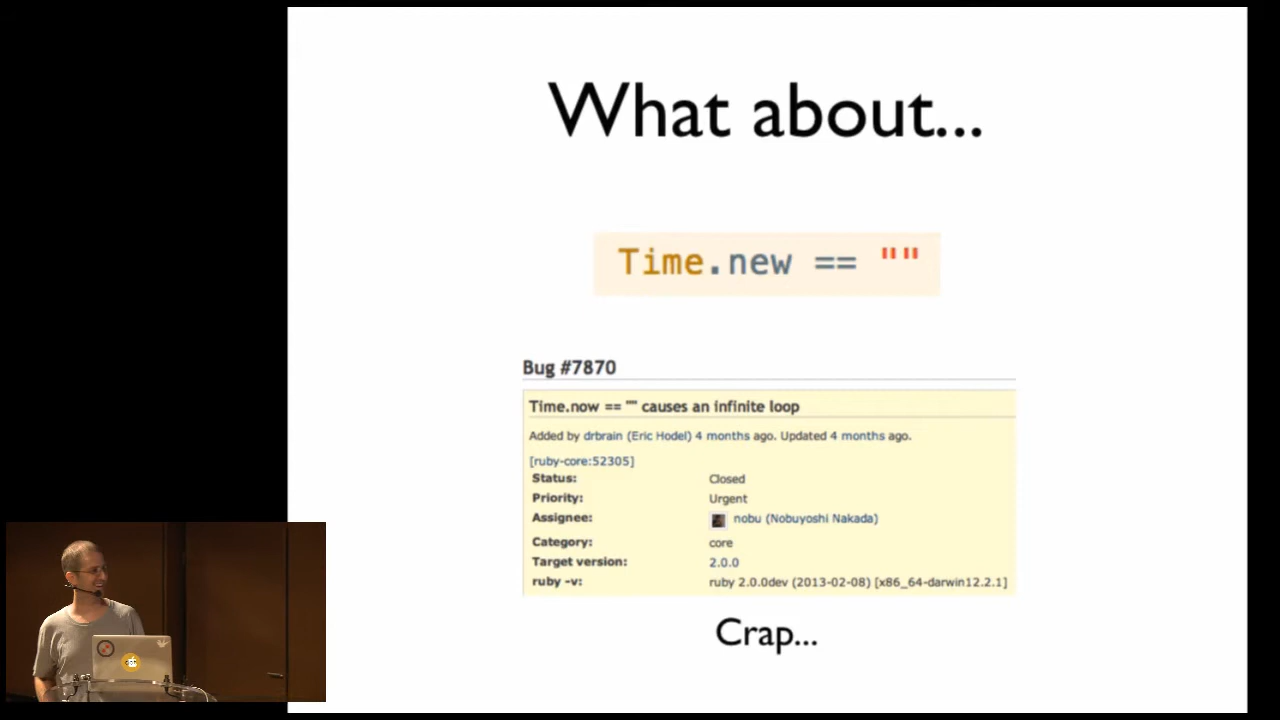 What about...
Time.new == ""
Bug #7870
Time.now == "" causes an infinite loop
Added by drbrain (Eric Hodel) 4 months ago. Updated 4 months ago.
[ruby-core:52305]
Status: Closed
Priority: Urgent
Assignee: nobu (Nobuyoshi Nakada)
Category: core
Target version: 2.0.0
ruby -v: ruby 2.0.0dev (2013-02-08) [x86_64-darwin12.2.1]
Crap...